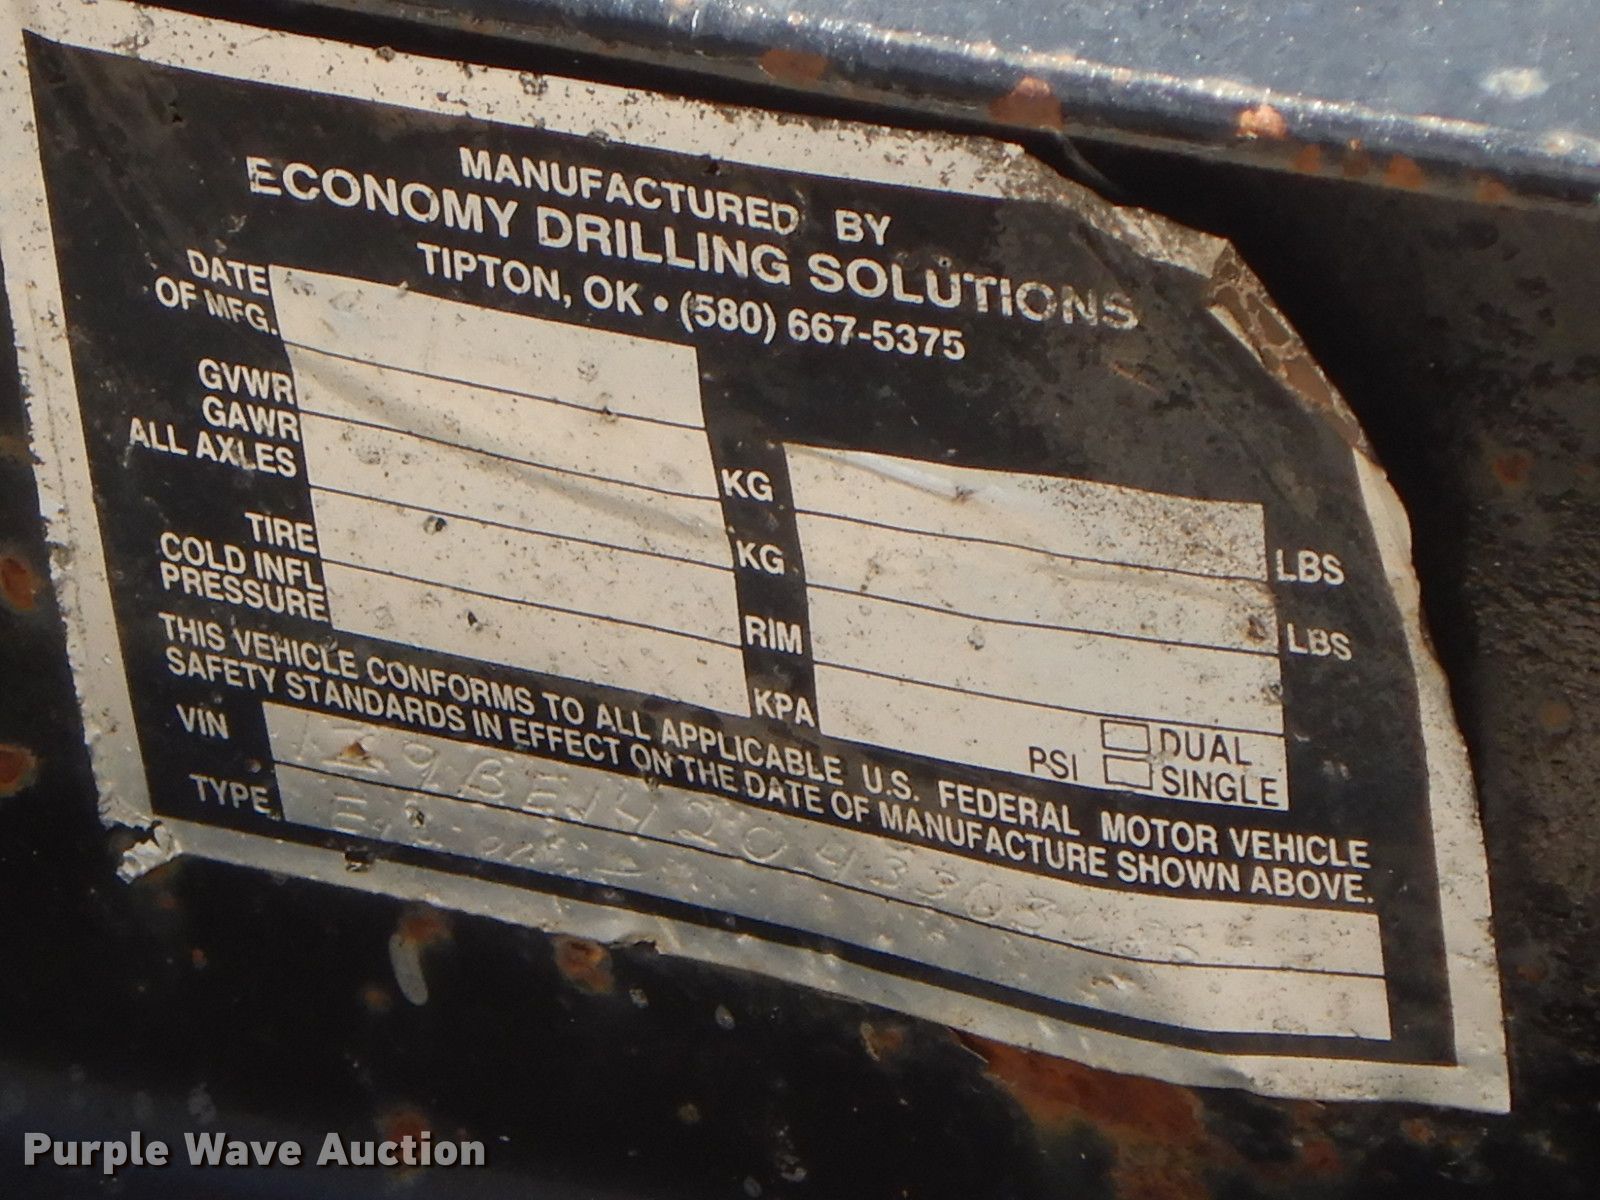 MANUFACTURED BY
ECONOMY DRILLING SOLUTIONS
TIPTON, OK • (580) 667-5375
DATE
OF MFG.
GVWR KG LBS
GAWR
ALL AXLES KG LBS
TIRE RIM
COLD INFL
PRESSURE KPA PSI
DUAL
SINGLE
THIS VEHICLE CONFORMS TO ALL APPLICABLE U.S. FEDERAL MOTOR VEHICLE
SAFETY STANDARDS IN EFFECT ON THE DATE OF MANUFACTURE SHOWN ABOVE.
VIN
TYPE
Purple Wave Auction